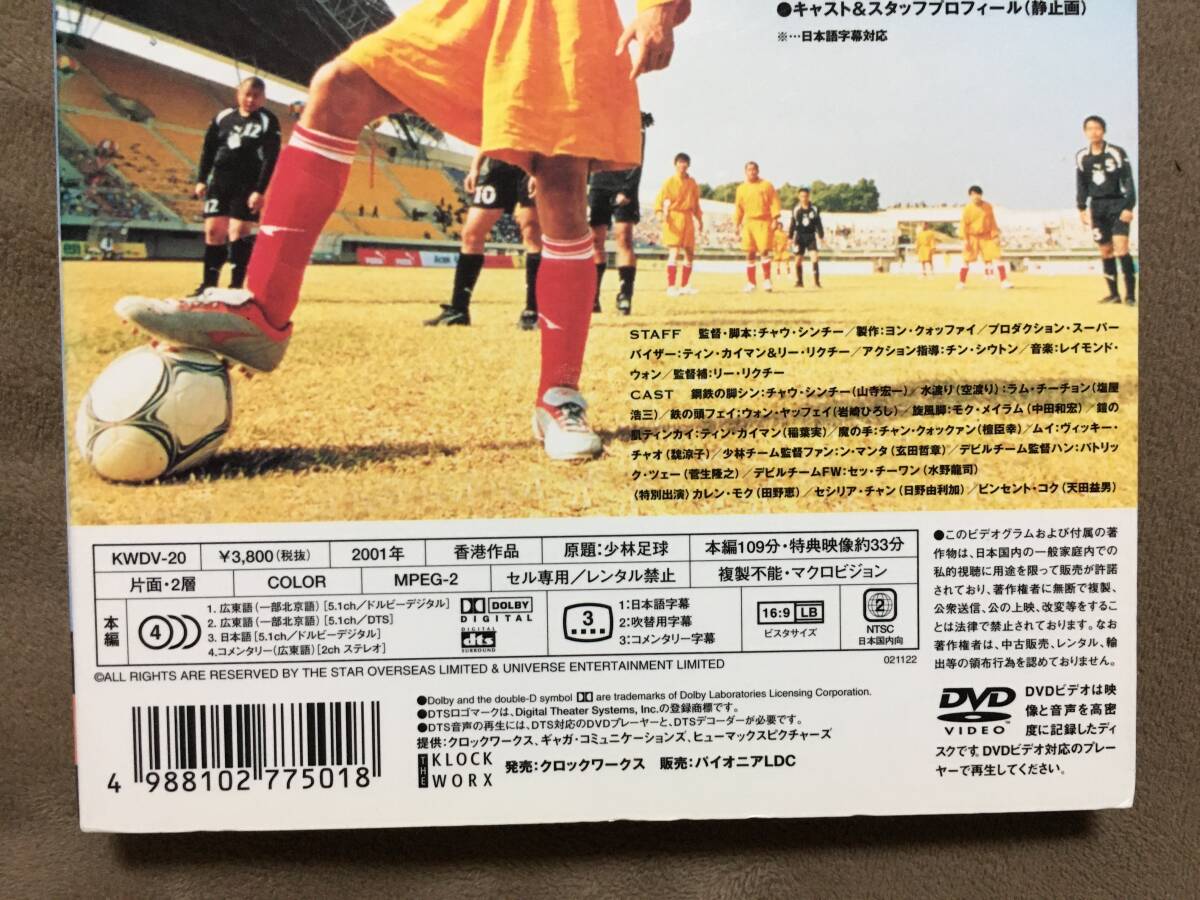 ●キャスト&スタッフプロフィール(静止画)
※…日本語字幕対応
12
10
STAFF 監督・脚本:チャウ・シンチー/製作:ヨン・クォッファイ/プロダクション・スーパー
バイザー:ティン・カイマン&リー・リクチー/アクション指導:チン・シウトン/音楽:レイモンド・
ウォン/監督補:リー・リクチー
CAST 鋼鉄の脚シン:チャウ・シンチー(山寺宏一)/水渡り(空渡り):ラム・チーチョン(塩屋
浩三)/鉄の頭フェイ:ウォン・ヤッフェイ(岩崎ひろし)/旋風脚:モク・メイラム(中田和宏)/鎧の
肌ティンカイ:ティン・カイマン(稲葉実)/魔の手:チャン・クォックァン(檀臣幸)/ムイ:ヴィッキー・
チャオ(魏涼子)/少林チーム監督ファン:ン・マンタ(玄田哲章)/デビルチーム監督ハン:パトリッ
ク・ツェー(菅生隆之)/デビルチームFW:セッ・チーワン(水野龍司)
〈特別出演〉カレン・モク(田野恵)/セシリア・チャン(日野由利加)/ビンセント・コク(天田益男)
KWDV-20 ¥3,800(税抜) 2001年 香港作品 原題:少林足球 本編109分・特典映像約33分
片面・2層 COLOR MPEG-2 セル専用/レンタル禁止 複製不能・マクロビジョン
本編
4
1. 広東語(一部北京語)[5.1ch/ドルビーデジタル]
2. 広東語(一部北京語)[5.1ch/DTS]
3. 日本語[5.1ch/ドルビーデジタル]
4.コメンタリー(広東語)[2ch ステレオ]
DOLBY
DIGITAL
DIGITAL
dts
SURROUND
3
1:日本語字幕
2:吹替用字幕
3:コメンタリー字幕
16:9 LB
ビスタサイズ
2
NTSC
日本国内向
021122
©ALL RIGHTS ARE RESERVED BY THE STAR OVERSEAS LIMITED & UNIVERSE ENTERTAINMENT LIMITED
●このビデオグラムおよび付属の著
作物は、日本国内の一般家庭内での
私的視聴に用途を限って販売が許諾
されており、著作権者に無断で複製、
公衆送信、公の上映、改変等をするこ
とは法律で禁止されております。なお
著作権者は、中古販売、レンタル、輸
出等の頒布行為を認めておりません。
●Dolby and the double-D symbol are trademarks of Dolby Laboratories Licensing Corporation.
●DTSロゴマークは、Digital Theater Systems, Inc.の登録商標です。
●DTS音声の再生には、DTS対応のDVDプレーヤーと、DTSデコーダーが必要です。
提供:クロックワークス、ギャガ・コミュニケーションズ、ヒューマックスピクチャーズ
THE KLOCK WORX 発売:クロックワークス 販売:パイオニアLDC
DVD
VIDEO
™
DVDビデオは映
像と音声を高密
度に記録したディ
スクです。DVDビデオ対応のプレー
ヤーで再生してください。
4 988102 775018